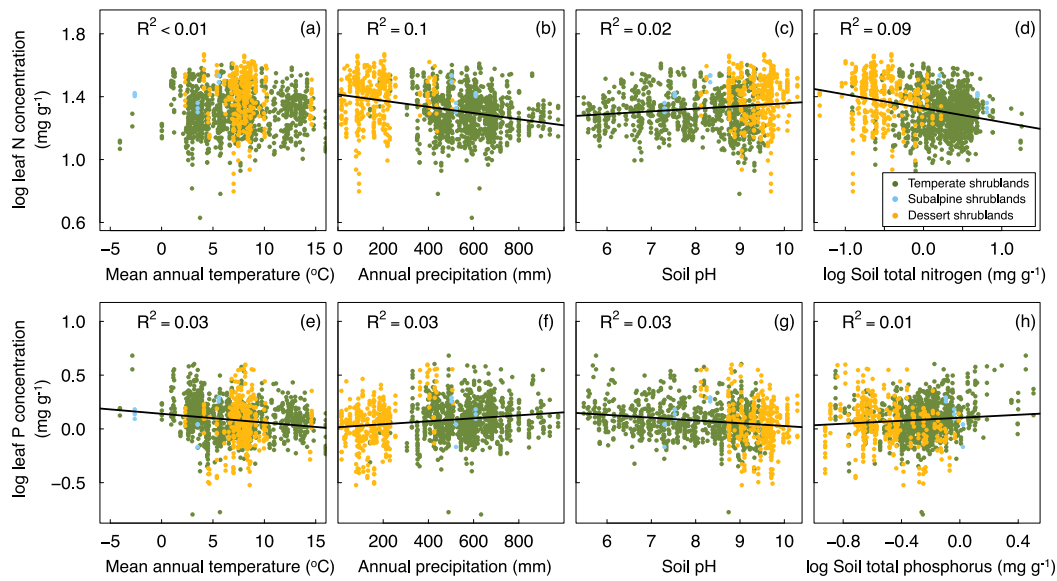 R² < 0.01 (a)
R² = 0.1 (b)
R² = 0.02 (c)
R² = 0.09 (d)
log leaf N concentration
(mg g⁻¹)
1.8
1.4
1.0
0.6
Temperate shrublands
Subalpine shrublands
Dessert shrublands
−5 0 5 10 15
Mean annual temperature (°C)
0 200 400 600 800
Annual precipitation (mm)
6 7 8 9 10
Soil pH
−1.0 0.0 1.0
log Soil total nitrogen (mg g⁻¹)
R² = 0.03 (e)
R² = 0.03 (f)
R² = 0.03 (g)
R² = 0.01 (h)
log leaf P concentration
(mg g⁻¹)
1.0
0.5
0.0
−0.5
−5 0 5 10 15
Mean annual temperature (°C)
0 200 400 600 800
Annual precipitation (mm)
6 7 8 9 10
Soil pH
−0.8 −0.4 0.0 0.4
log Soil total phosphorus (mg g⁻¹)